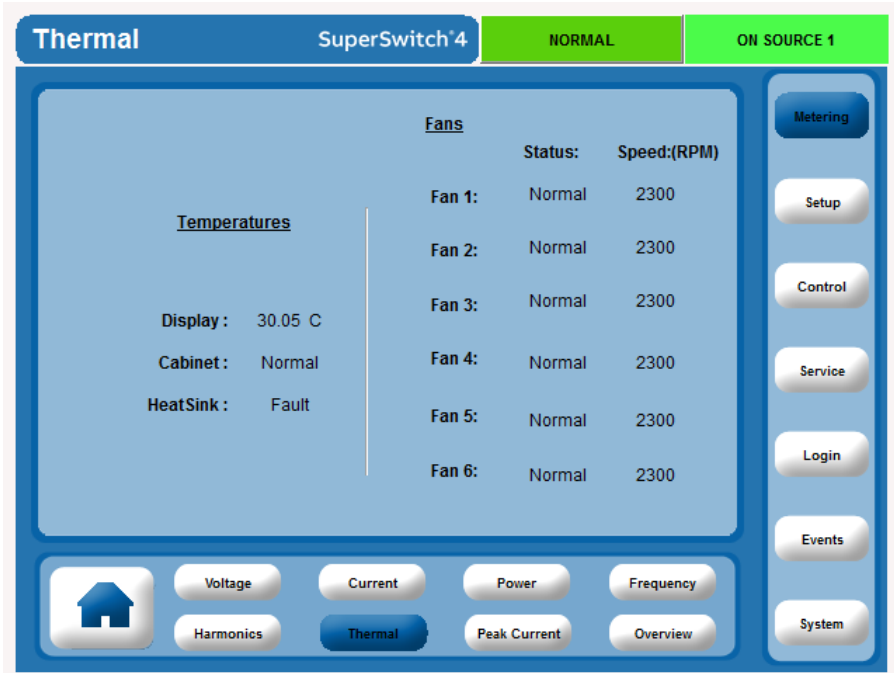 Thermal SuperSwitch®4 NORMAL ON SOURCE 1
Fans
Status: Speed:(RPM)
Fan 1: Normal 2300
Fan 2: Normal 2300
Fan 3: Normal 2300
Fan 4: Normal 2300
Fan 5: Normal 2300
Fan 6: Normal 2300
Temperatures
Display : 30.05 C
Cabinet : Normal
HeatSink : Fault
Metering
Setup
Control
Service
Login
Events
System
Voltage Current Power Frequency
Harmonics Thermal Peak Current Overview